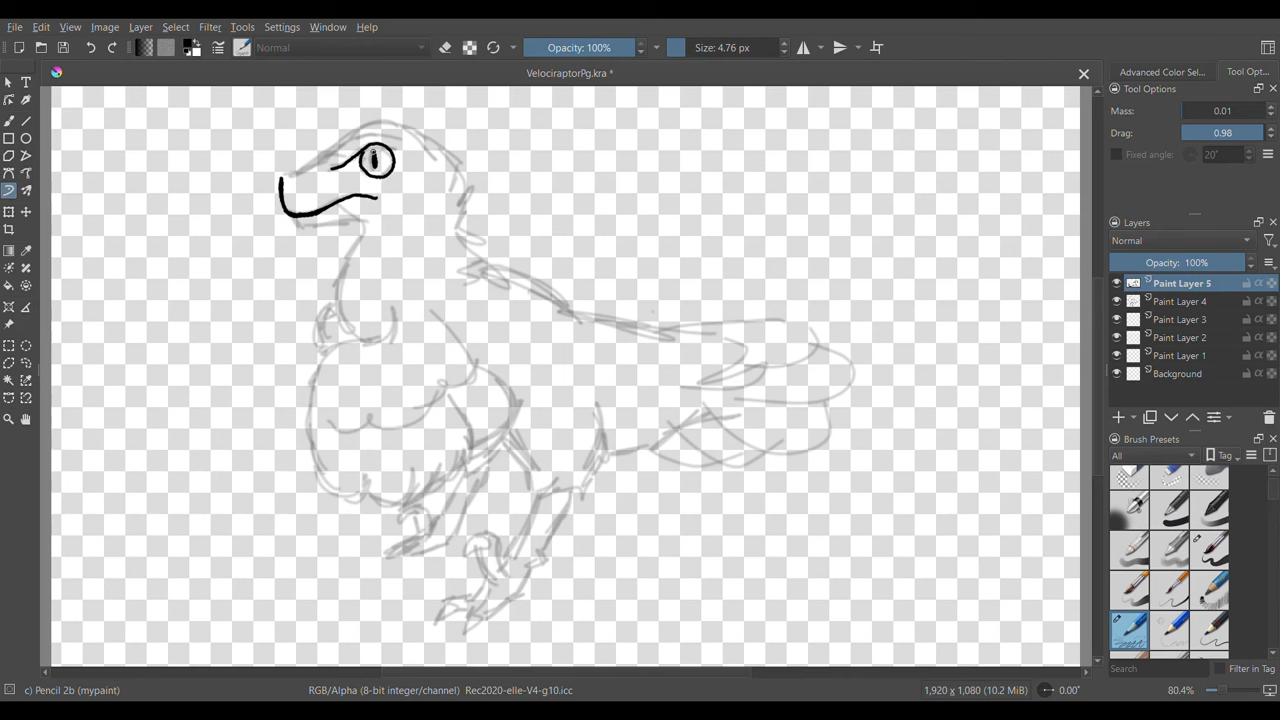 File Edit View Image Layer Select Filter Tools Settings Window Help
Normal Opacity: 100% Size: 4.76 px
VelociraptorPg.kra *
Advanced Color Sel... Tool Opt...
Tool Options
Mass: 0.01
Drag: 0.98
Fixed angle: 20°
Layers
Normal
Opacity: 100%
Paint Layer 5
Paint Layer 4
Paint Layer 3
Paint Layer 2
Paint Layer 1
Background
Brush Presets
All Tag
Search Filter in Tag
c) Pencil 2b (mypaint) RGB/Alpha (8-bit integer/channel) Rec2020-elle-V4-g10.icc 1,920 x 1,080 (10.2 MiB) 0.00° 80.4%